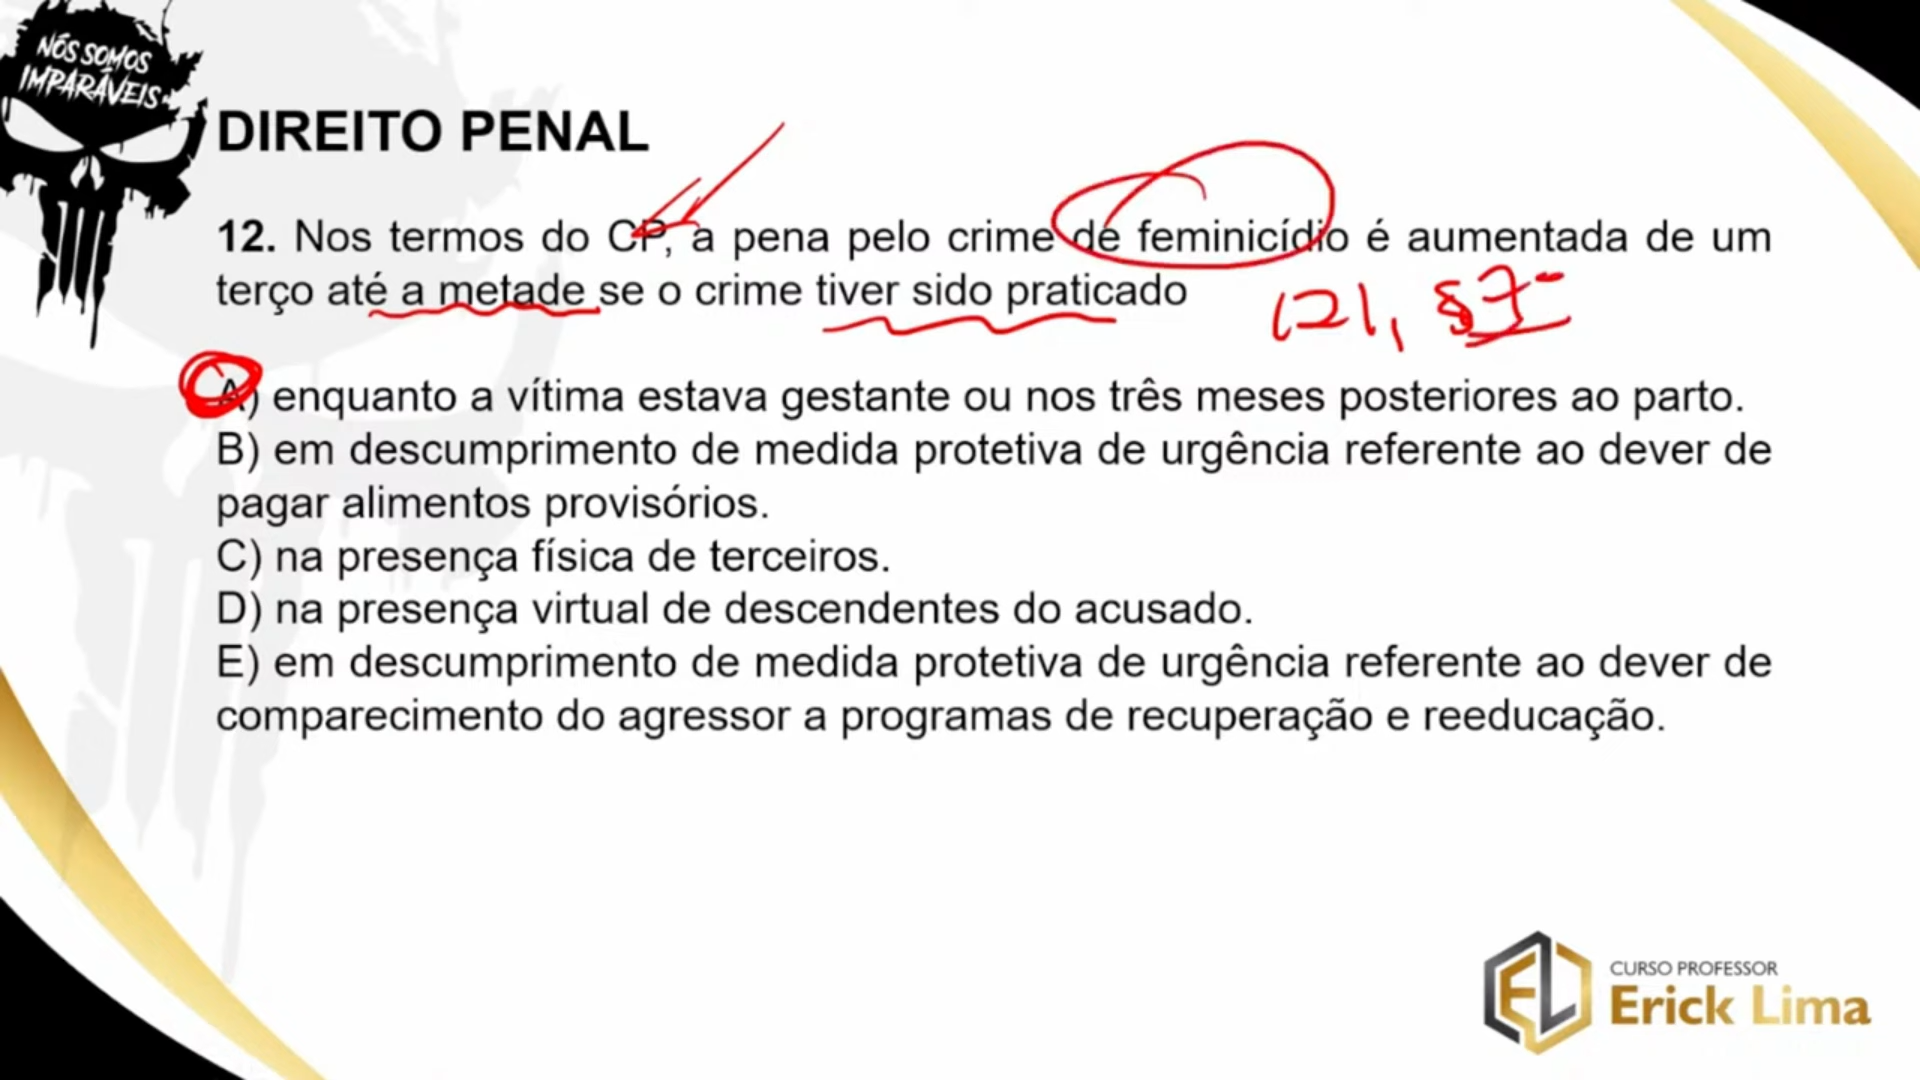 NÓS SOMOS
IMPARÁVEIS
DIREITO PENAL
12. Nos termos do CP, a pena pelo crime de feminicídio é aumentada de um
terço até a metade se o crime tiver sido praticado
121, §7º
A) enquanto a vítima estava gestante ou nos três meses posteriores ao parto.
B) em descumprimento de medida protetiva de urgência referente ao dever de
pagar alimentos provisórios.
C) na presença física de terceiros.
D) na presença virtual de descendentes do acusado.
E) em descumprimento de medida protetiva de urgência referente ao dever de
comparecimento do agressor a programas de recuperação e reeducação.
CURSO PROFESSOR
Erick Lima